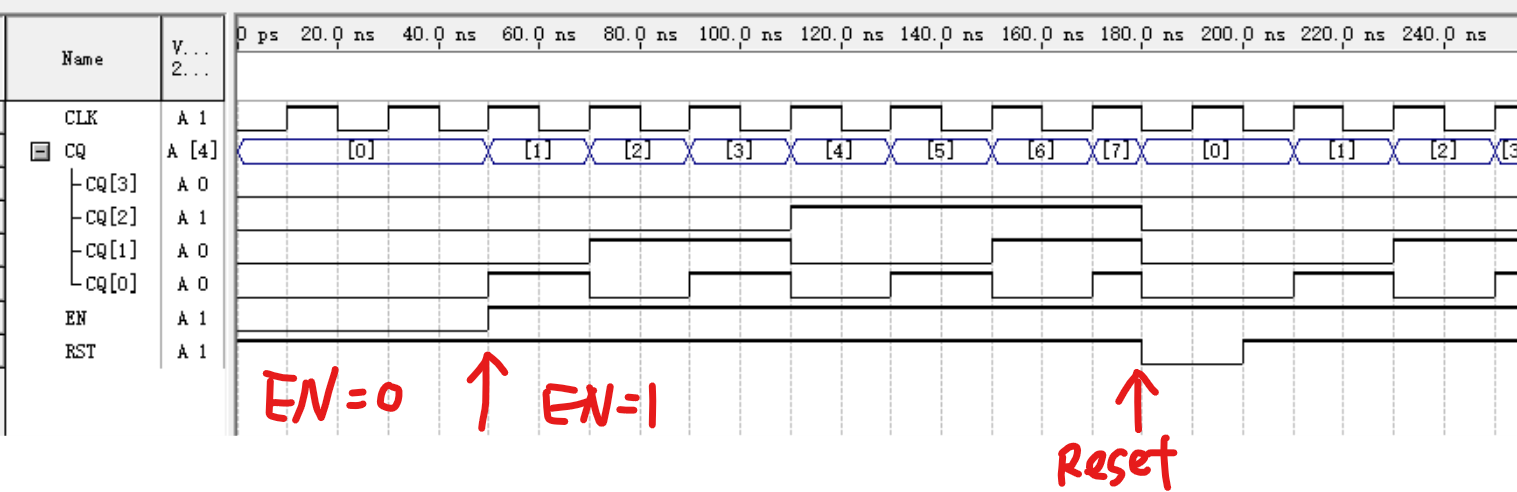 Name V... 2... 0 ps 20.0 ns 40.0 ns 60.0 ns 80.0 ns 100.0 ns 120.0 ns 140.0 ns 160.0 ns 180.0 ns 200.0 ns 220.0 ns 240.0 ns
CLK A 1
CQ A [4] [0] [1] [2] [3] [4] [5] [6] [7] [0] [1] [2] [3
CQ[3] A 0
CQ[2] A 1
CQ[1] A 0
CQ[0] A 0
EN A 1
RST A 1
EN=0 EN=1
Reset